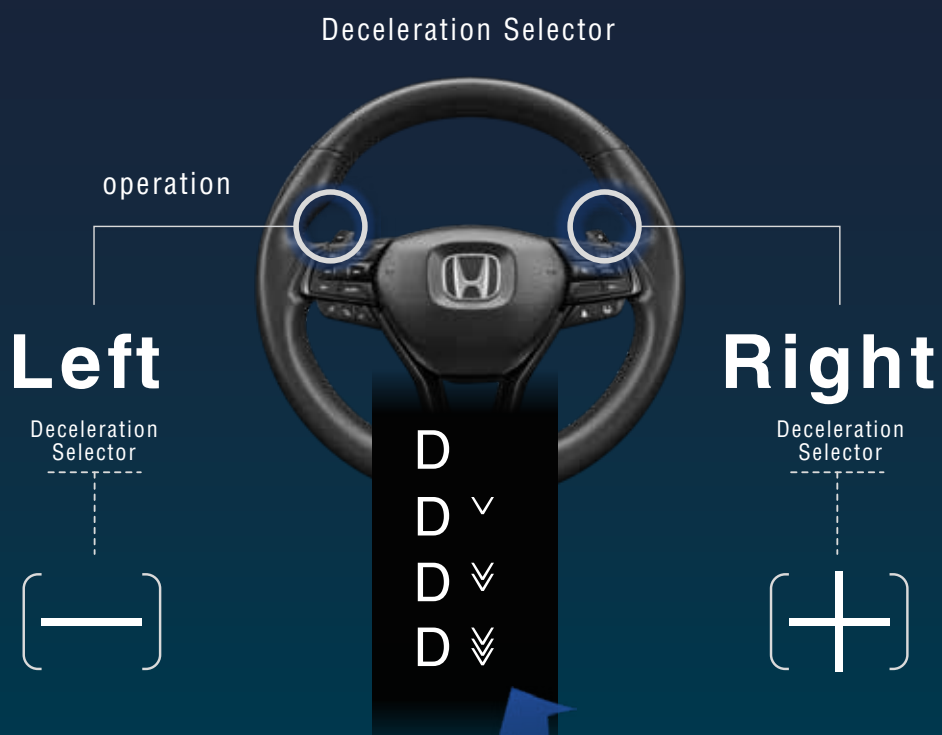 Deceleration Selector
operation
Left
Right
Deceleration
Selector
Deceleration
Selector
D
D
D
D